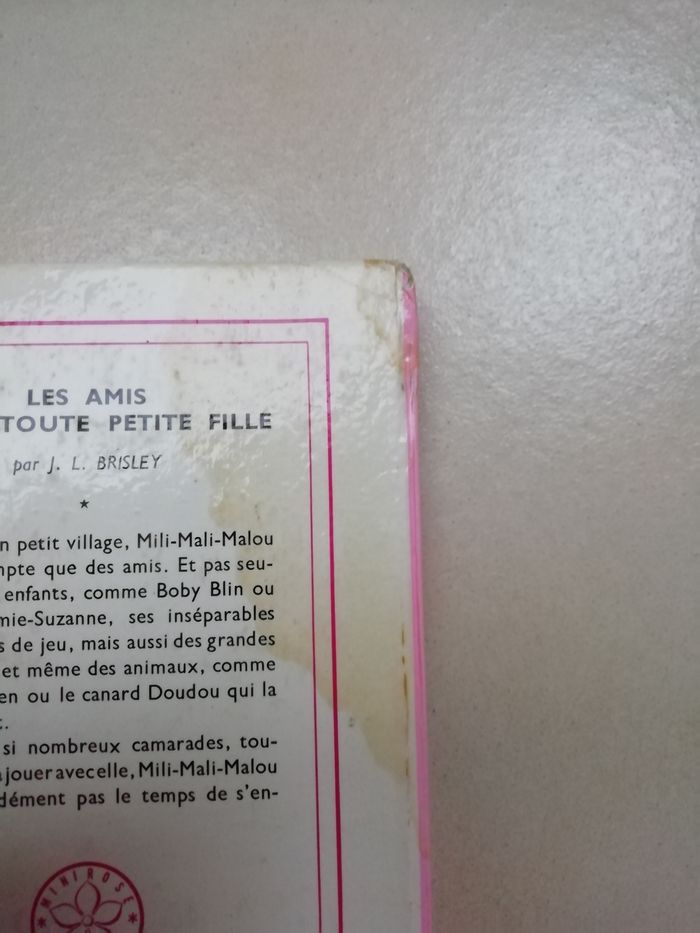 LES AMIS
TOUTE PETITE FILLE
par J. L. BRISLEY
n petit village, Mili-Mali-Malou
mpte que des amis. Et pas seu-
enfants, comme Boby Blin ou
mie-Suzanne, ses inséparables
s de jeu, mais aussi des grandes
et même des animaux, comme
en ou le canard Doudou qui la
t.
si nombreux camarades, tou-
à jouer avec elle, Mili-Mali-Malou
dément pas le temps de s'en-
MINIROSE